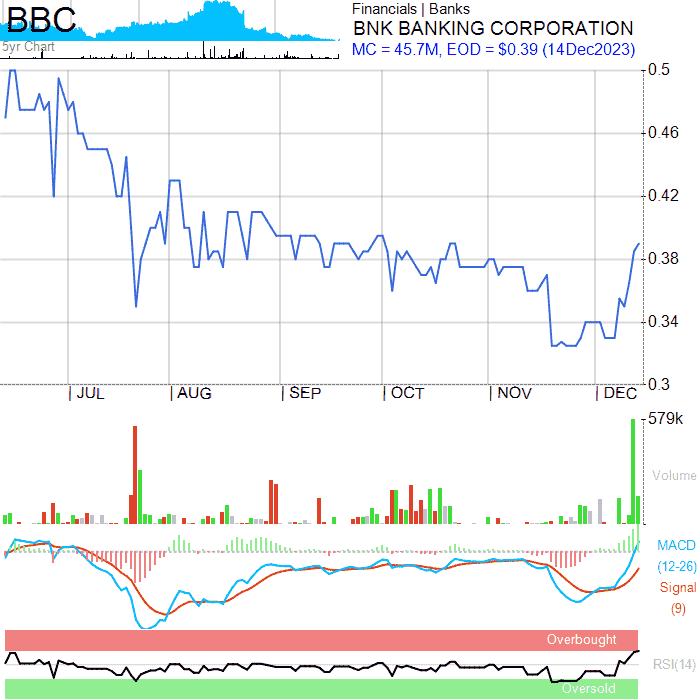 BBC
5yr Chart
Financials | Banks
BNK BANKING CORPORATION
MC = 45.7M, EOD = $0.39 (14Dec2023)
0.5
0.46
0.42
0.38
0.34
0.3
JUL
AUG
SEP
OCT
NOV
DEC
579k
Volume
MACD
(12-26)
Signal
(9)
Overbought
RSI(14)
Oversold